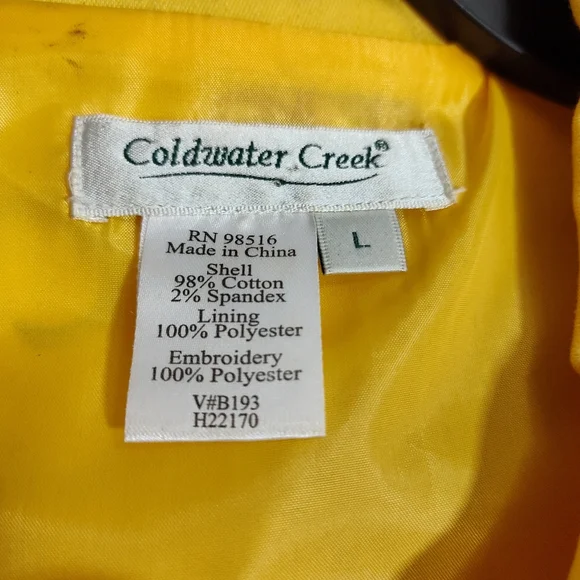 Coldwater Creek®
L
RN 98516
Made in China
Shell
98% Cotton
2% Spandex
Lining
100% Polyester
Embroidery
100% Polyester
V#B193
H22170